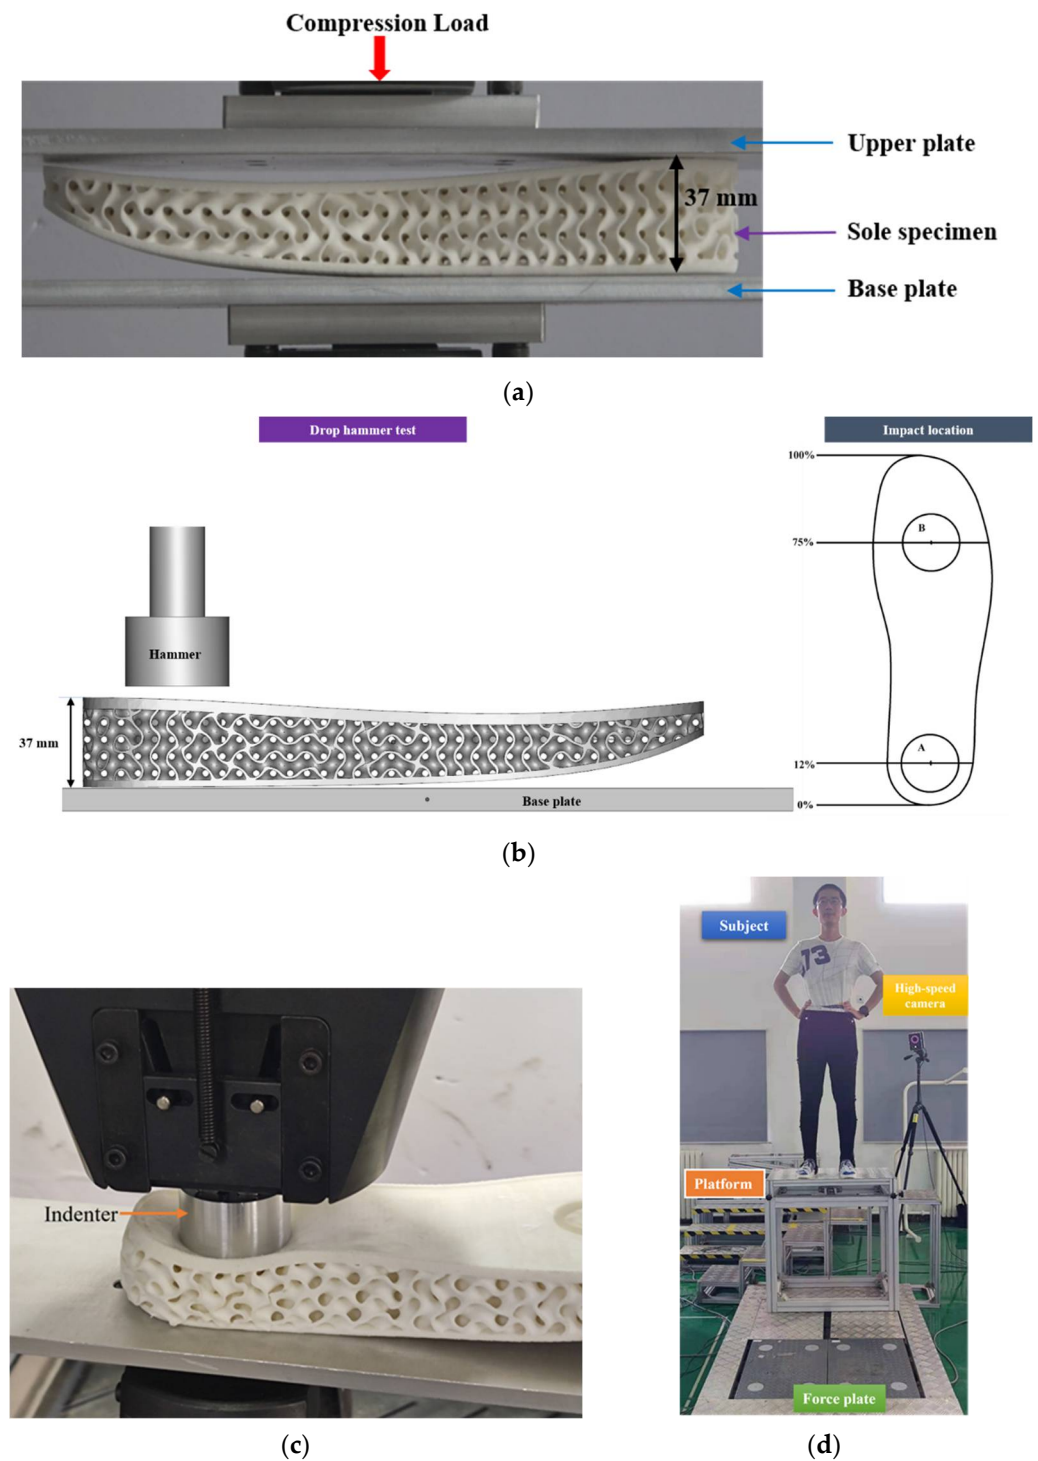 Compression Load
Upper plate
37 mm
Sole specimen
Base plate
(a)
Drop hammer test
Impact location
100%
B
75%
Hammer
37 mm
A
12%
Base plate
0%
(b)
Subject
73
High-speed
camera
Indenter
Platform
Force plate
(c)
(d)